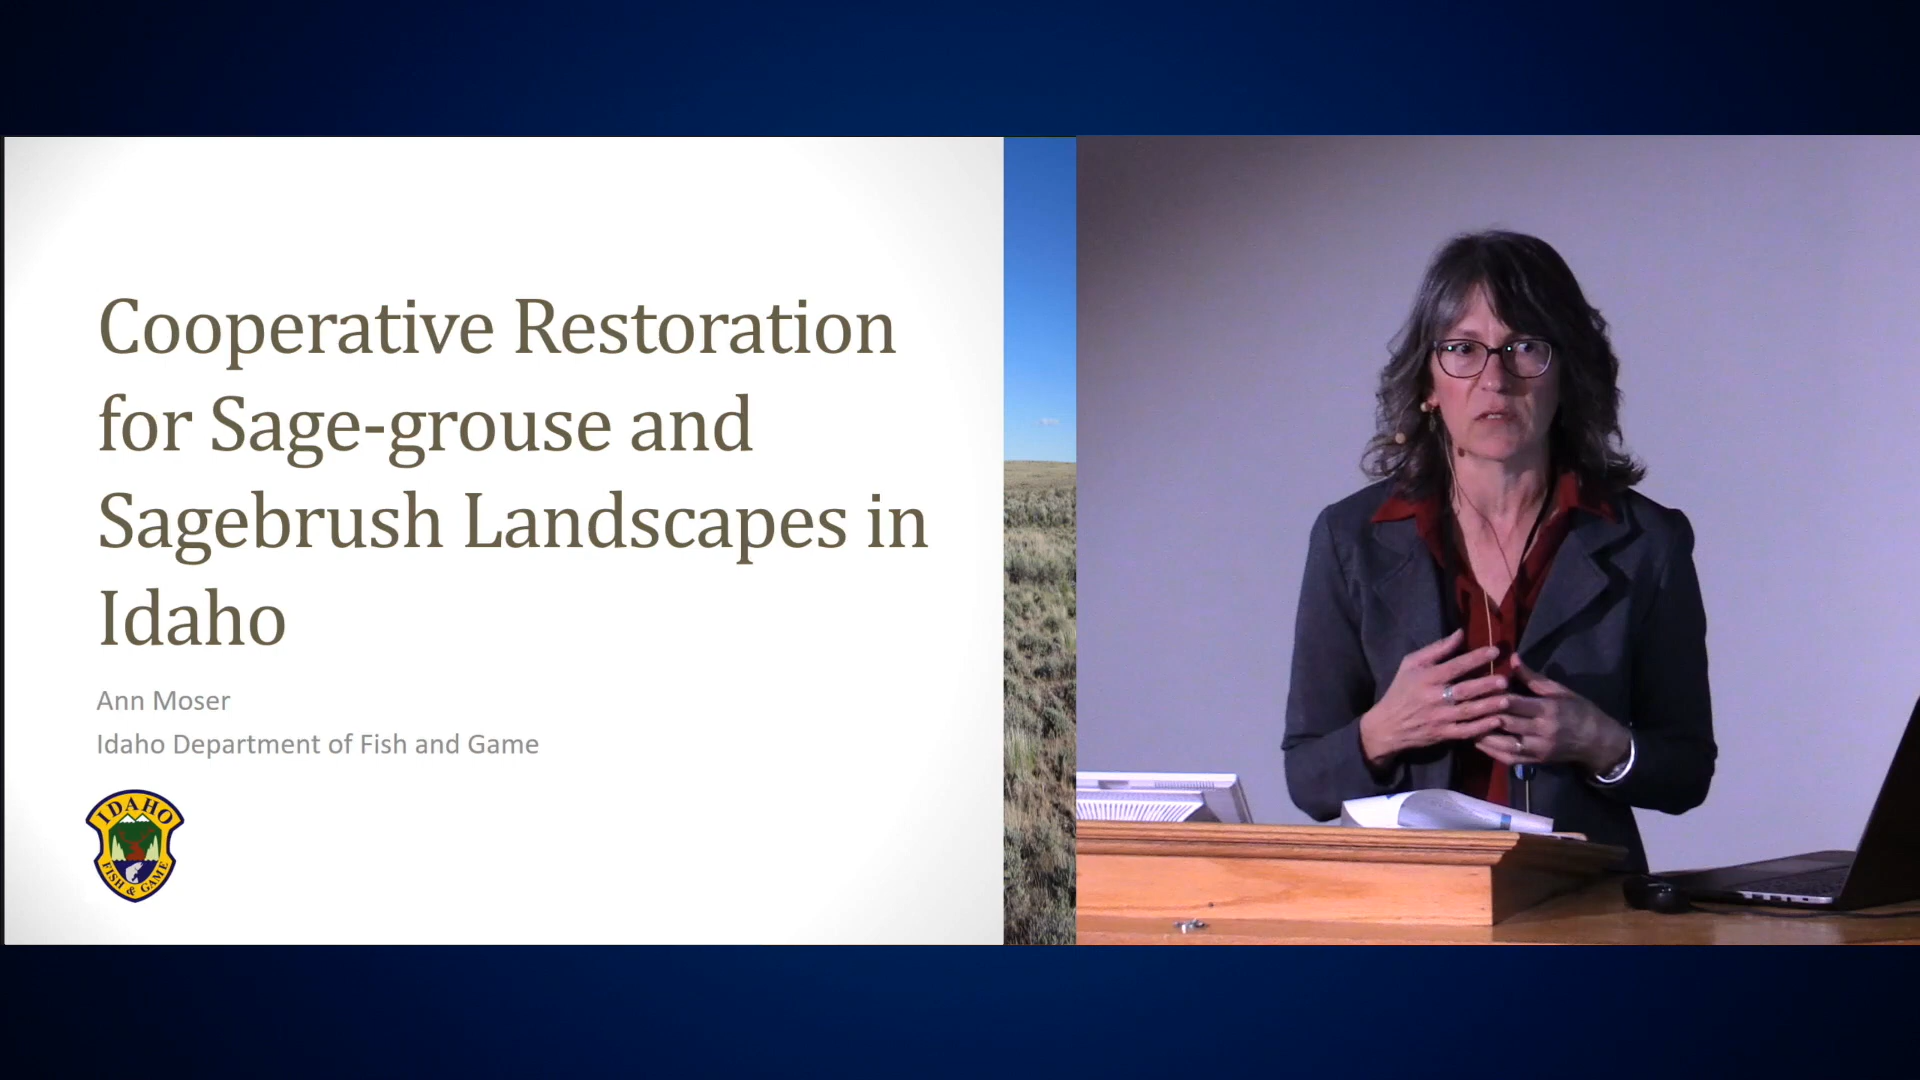 Cooperative Restoration
for Sage-grouse and
Sagebrush Landscapes in
Idaho
Ann Moser
Idaho Department of Fish and Game
IDAHO
FISH & GAME